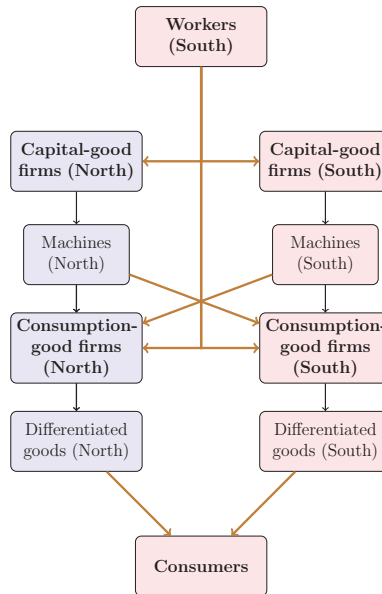 Workers
(South)
Capital-good
firms (North)
Capital-good
firms (South)
Machines
(North)
Machines
(South)
Consumption-
good firms
(North)
Consumption-
good firms
(South)
Differentiated
goods (North)
Differentiated
goods (South)
Consumers